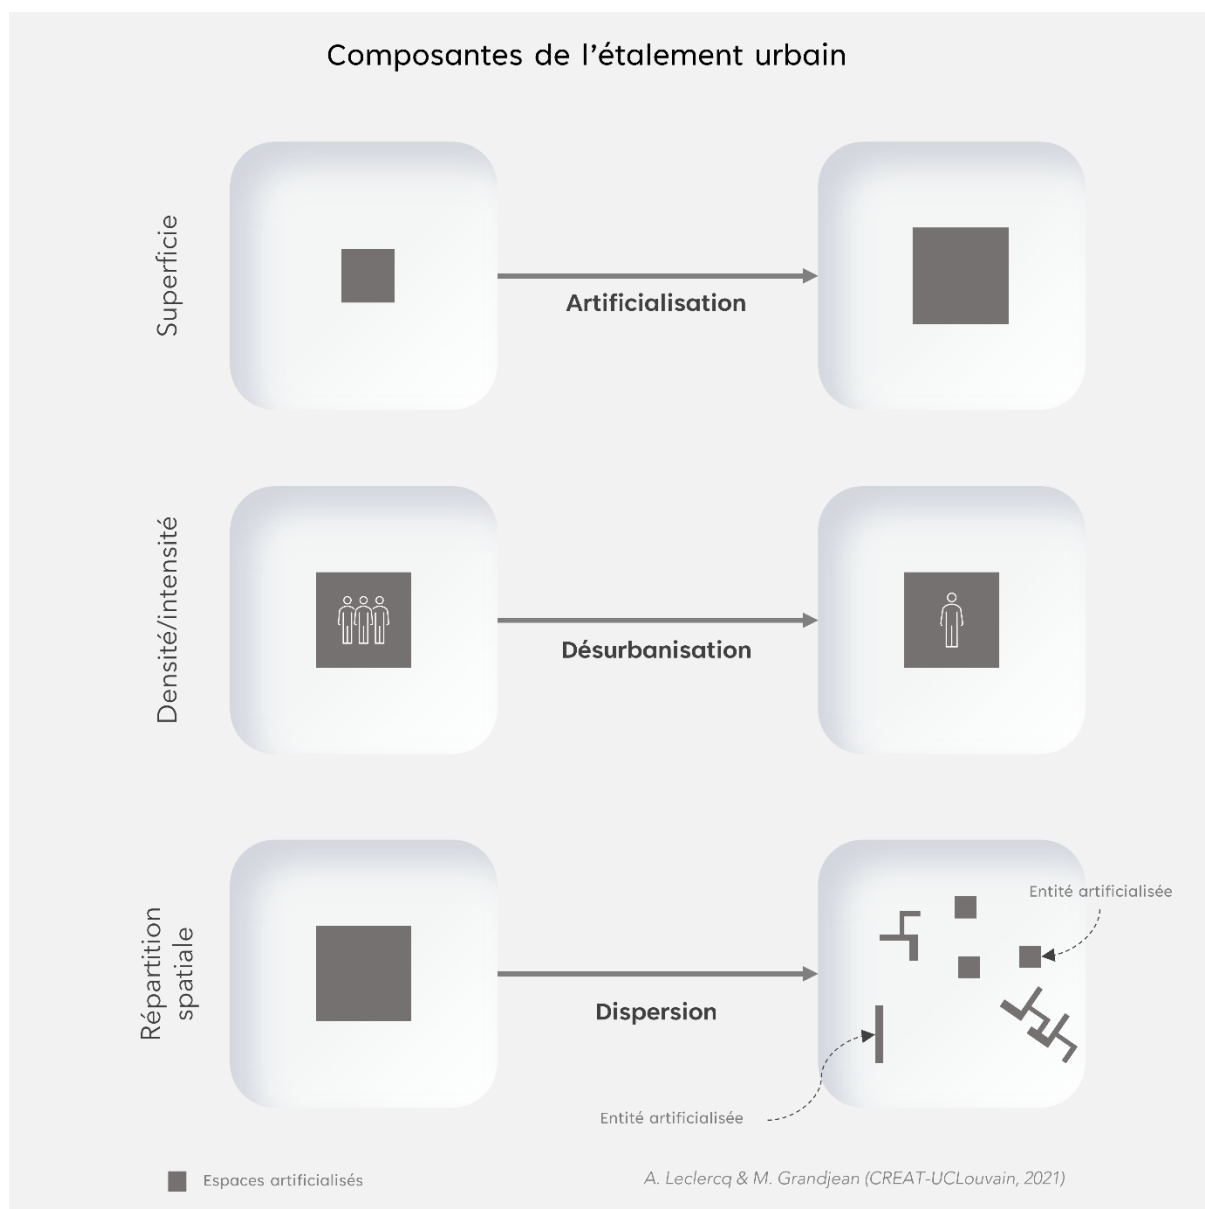 Composantes de l'étalement urbain
Superficie
Artificialisation
Densité/intensité
Désurbanisation
Répartition
spatiale
Dispersion
Entité artificialisée
Entité artificialisée
Espaces artificialisés
A. Leclercq & M. Grandjean (CREAT-UCLouvain, 2021)